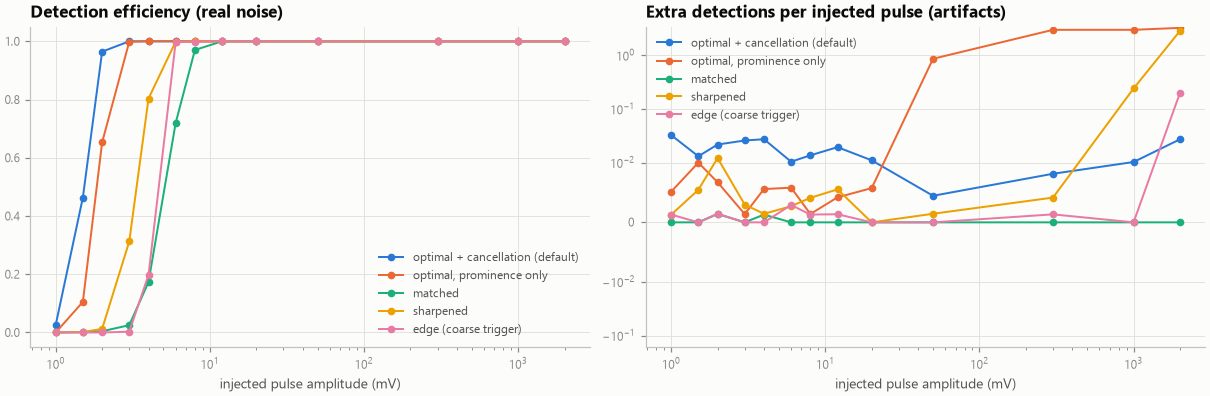 Detection efficiency (real noise)
1.0
0.8
0.6
0.4
0.2
0.0
optimal + cancellation (default)
optimal, prominence only
matched
sharpened
edge (coarse trigger)
10⁰
10¹
10²
10³
injected pulse amplitude (mV)
Extra detections per injected pulse (artifacts)
optimal + cancellation (default)
optimal, prominence only
matched
sharpened
edge (coarse trigger)
10⁰
10⁻¹
10⁻²
0
−10⁻²
−10⁻¹
10⁰
10¹
10²
10³
injected pulse amplitude (mV)